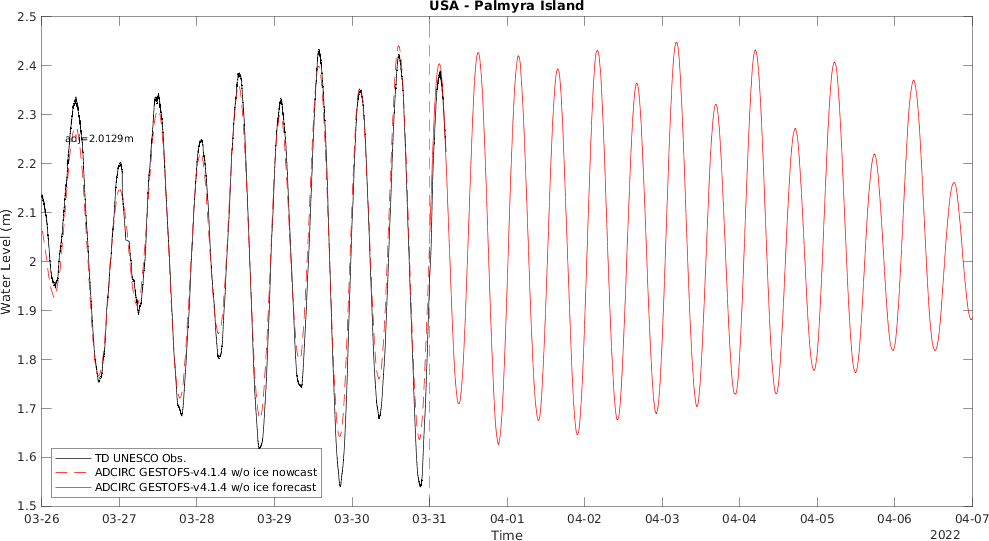 USA - Palmyra Island
2.5
2.4
2.3
2.2
2.1
2
1.9
1.8
1.7
1.6
1.5
Water Level (m)
adj=2.0129m
TD UNESCO Obs.
ADCIRC GESTOFS-v4.1.4 w/o ice nowcast
ADCIRC GESTOFS-v4.1.4 w/o ice forecast
03-26 03-27 03-28 03-29 03-30 03-31 04-01 04-02 04-03 04-04 04-05 04-06 04-07
Time
2022